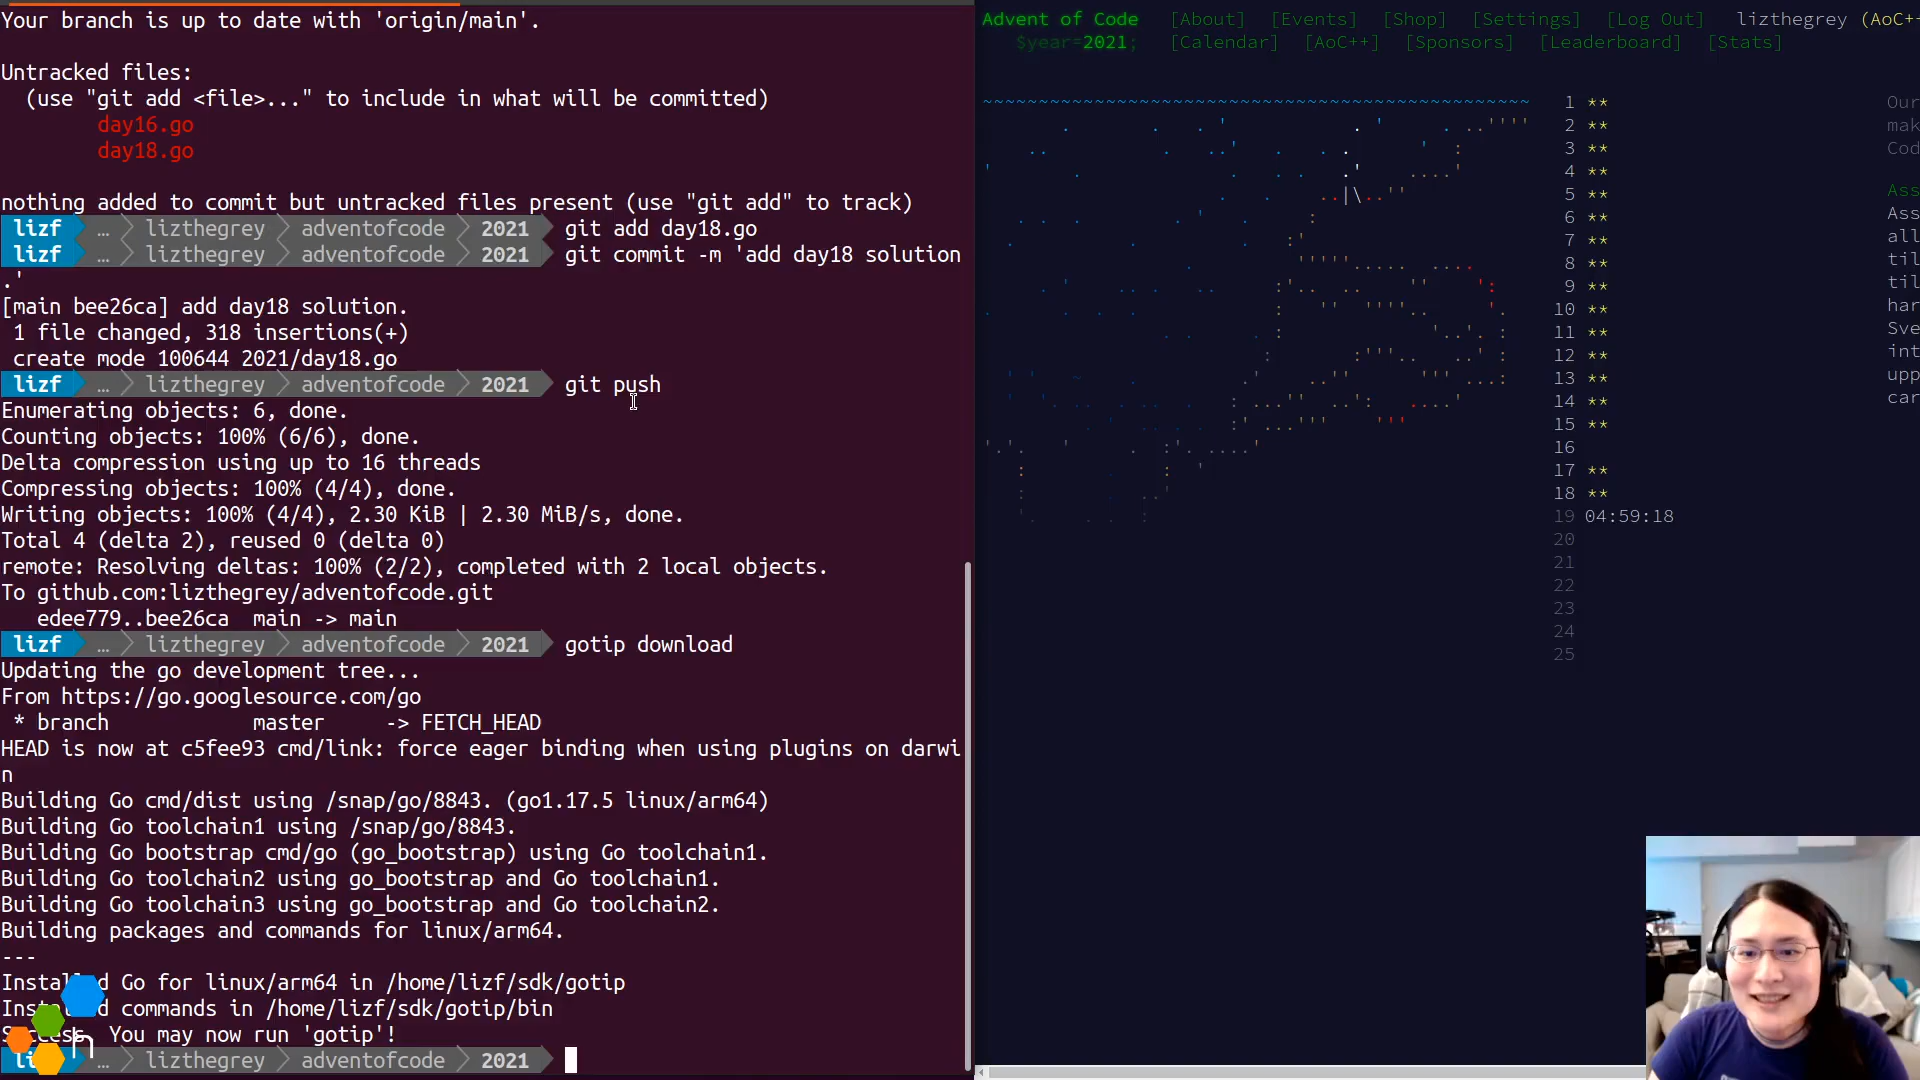 Your branch is up to date with 'origin/main'.
Untracked files:
(use "git add <file>..." to include in what will be committed)
day16.go
day18.go
nothing added to commit but untracked files present (use "git add" to track)
lizf … lizthegrey adventofcode 2021 git add day18.go
lizf … lizthegrey adventofcode 2021 git commit -m 'add day18 solution
.'
[main bee26ca] add day18 solution.
1 file changed, 318 insertions(+)
create mode 100644 2021/day18.go
lizf … lizthegrey adventofcode 2021 git push
Enumerating objects: 6, done.
Counting objects: 100% (6/6), done.
Delta compression using up to 16 threads
Compressing objects: 100% (4/4), done.
Writing objects: 100% (4/4), 2.30 KiB | 2.30 MiB/s, done.
Total 4 (delta 2), reused 0 (delta 0)
remote: Resolving deltas: 100% (2/2), completed with 2 local objects.
To github.com:lizthegrey/adventofcode.git
edee779..bee26ca main -> main
lizf … lizthegrey adventofcode 2021 gotip download
Updating the go development tree...
From https://go.googlesource.com/go
* branch master -> FETCH_HEAD
HEAD is now at c5fee93 cmd/link: force eager binding when using plugins on darwi
n
Building Go cmd/dist using /snap/go/8843. (go1.17.5 linux/arm64)
Building Go toolchain1 using /snap/go/8843.
Building Go bootstrap cmd/go (go_bootstrap) using Go toolchain1.
Building Go toolchain2 using go_bootstrap and Go toolchain1.
Building Go toolchain3 using go_bootstrap and Go toolchain2.
Building packages and commands for linux/arm64.
---
Go for linux/arm64 in /home/lizf/sdk/gotip
commands in /home/lizf/sdk/gotip/bin
You may now run 'gotip'!
… lizthegrey adventofcode 2021
Advent of Code [About] [Events] [Shop] [Settings] [Log Out] lizthegrey (AoC++
$year=2021; [Calendar] [AoC++] [Sponsors] [Leaderboard] [Stats]
1 **
2 **
3 **
4 **
5 **
6 **
7 **
8 **
9 **
10 **
11 **
12 **
13 **
14 **
15 **
16
17 **
18 **
19 04:59:18
20
21
22
23
24
25
Our
mak
Cod
Ass
Ass
all
til
til
har
Sve
int
upp
car